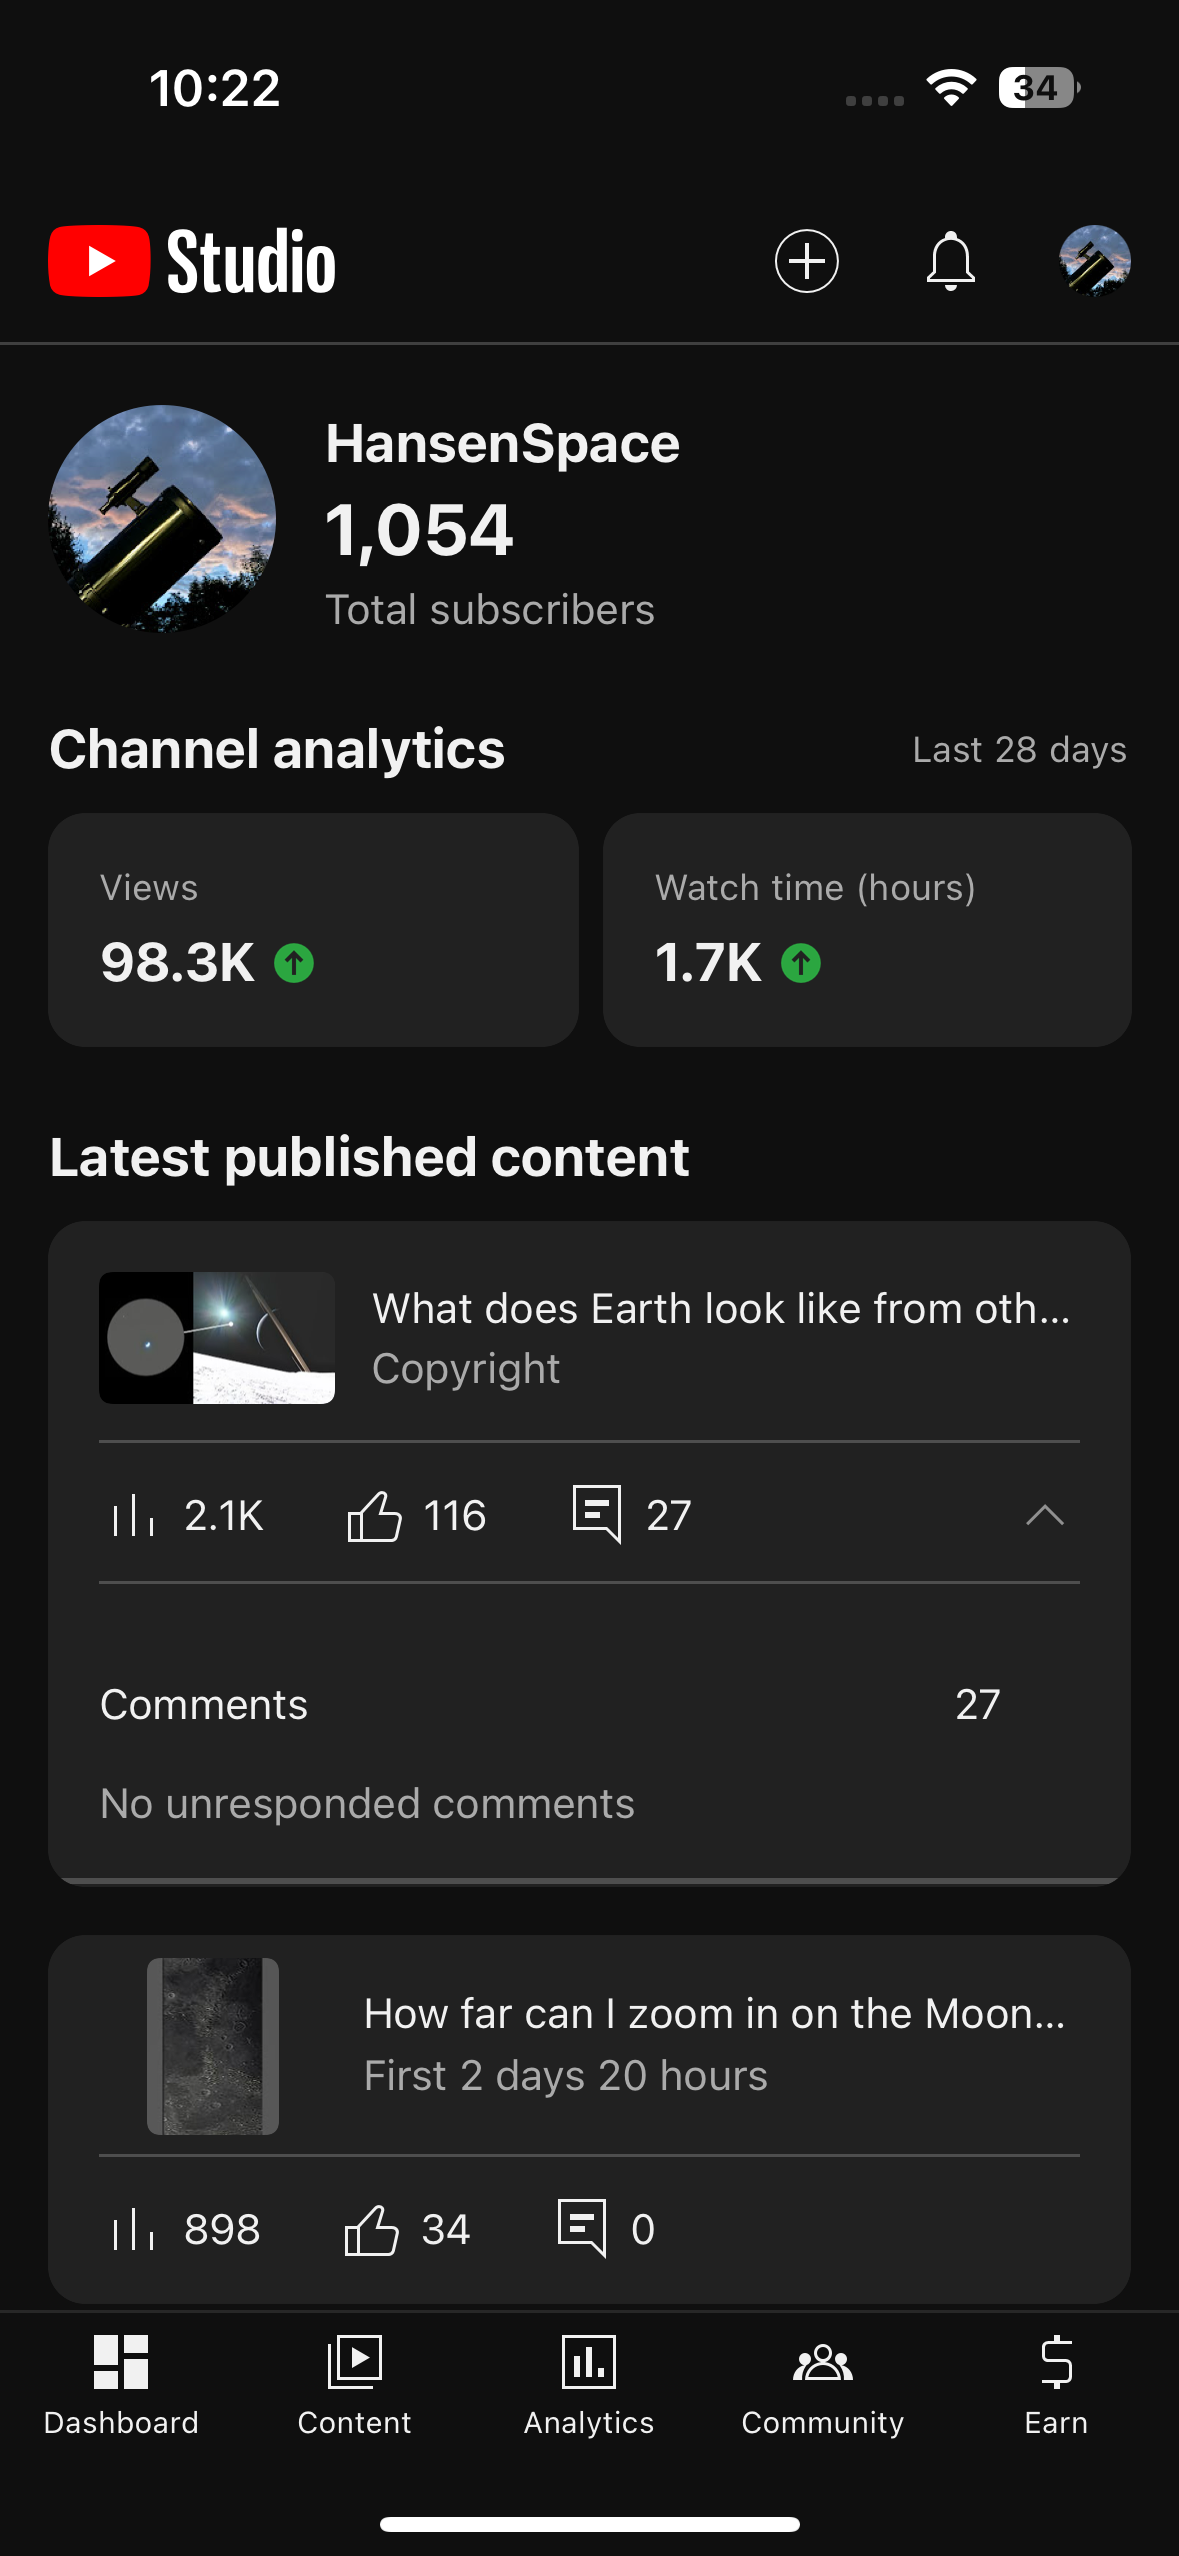 10:22
34
Studio
HansenSpace
1,054
Total subscribers
Channel analytics
Last 28 days
Views
98.3K
Watch time (hours)
1.7K
Latest published content
What does Earth look like from oth...
Copyright
2.1K
116
27
Comments
27
No unresponded comments
How far can I zoom in on the Moon...
First 2 days 20 hours
898
34
0
Dashboard
Content
Analytics
Community
Earn